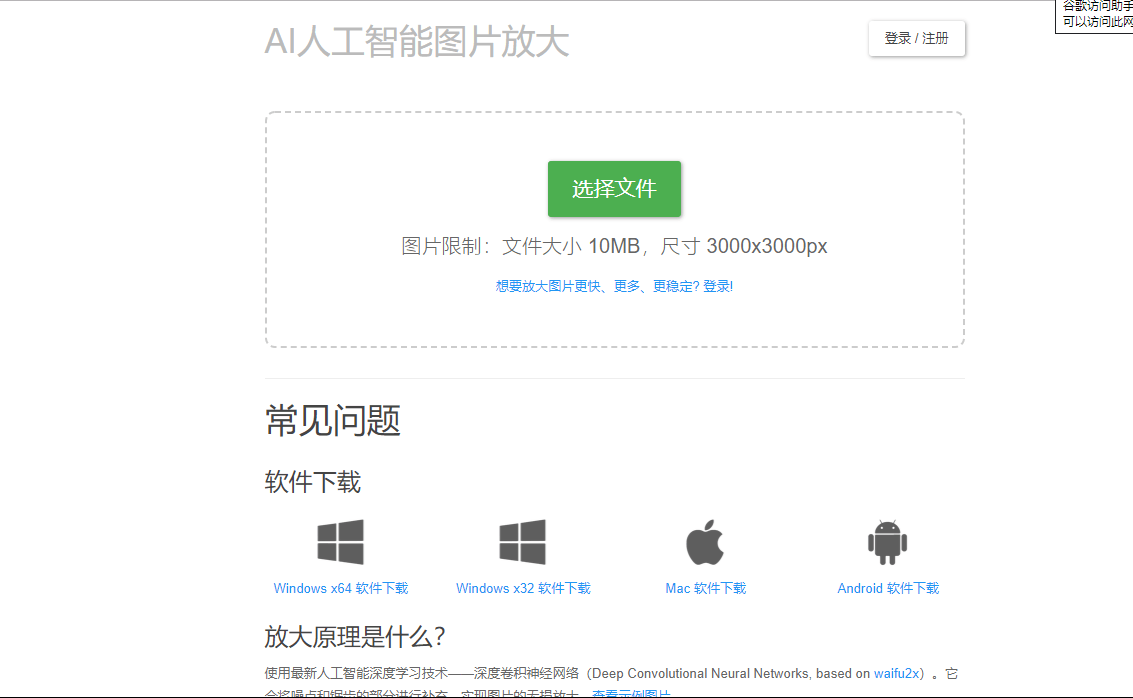 谷歌访问助手
可以访问此网
AI人工智能图片放大
登录 / 注册
选择文件
图片限制：文件大小 10MB，尺寸 3000x3000px
想要放大图片更快、更多、更稳定? 登录!
常见问题
软件下载
Windows x64 软件下载
Windows x32 软件下载
Mac 软件下载
Android 软件下载
放大原理是什么？
使用最新人工智能深度学习技术——深度卷积神经网络（Deep Convolutional Neural Networks, based on waifu2x）。它
会将噪点和锯齿的部分进行补充，实现图片的无损放大。查看示例图片